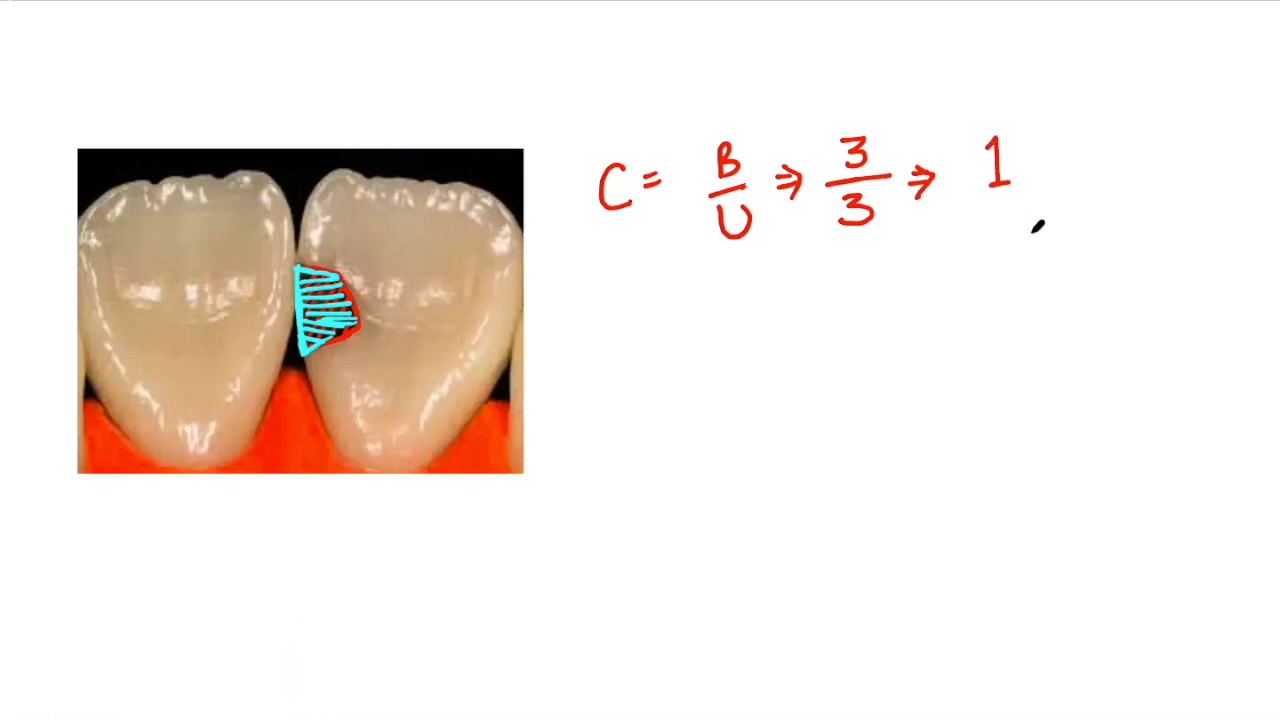 C = B/U ⇒ 3/3 ⇒ 1